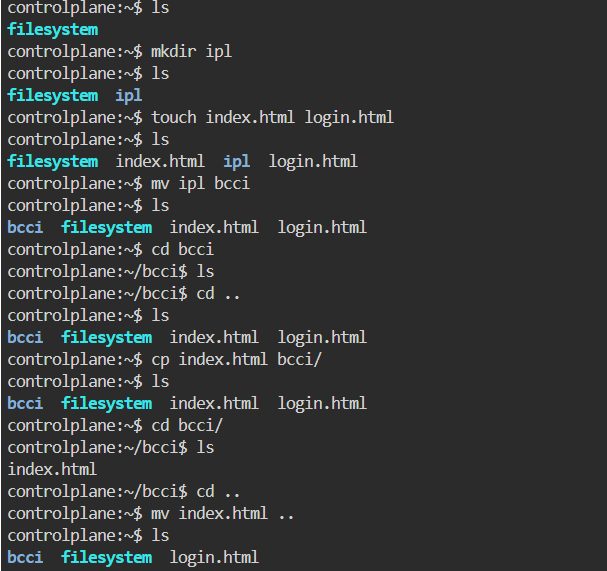 controlplane:~$ ls
filesystem
controlplane:~$ mkdir ipl
controlplane:~$ ls
filesystem  ipl
controlplane:~$ touch index.html login.html
controlplane:~$ ls
filesystem  index.html  ipl  login.html
controlplane:~$ mv ipl bcci
controlplane:~$ ls
bcci  filesystem  index.html  login.html
controlplane:~$ cd bcci
controlplane:~/bcci$ ls
controlplane:~/bcci$ cd ..
controlplane:~$ ls
bcci  filesystem  index.html  login.html
controlplane:~$ cp index.html bcci/
controlplane:~$ ls
bcci  filesystem  index.html  login.html
controlplane:~$ cd bcci/
controlplane:~/bcci$ ls
index.html
controlplane:~/bcci$ cd ..
controlplane:~$ mv index.html ..
controlplane:~$ ls
bcci  filesystem  login.html